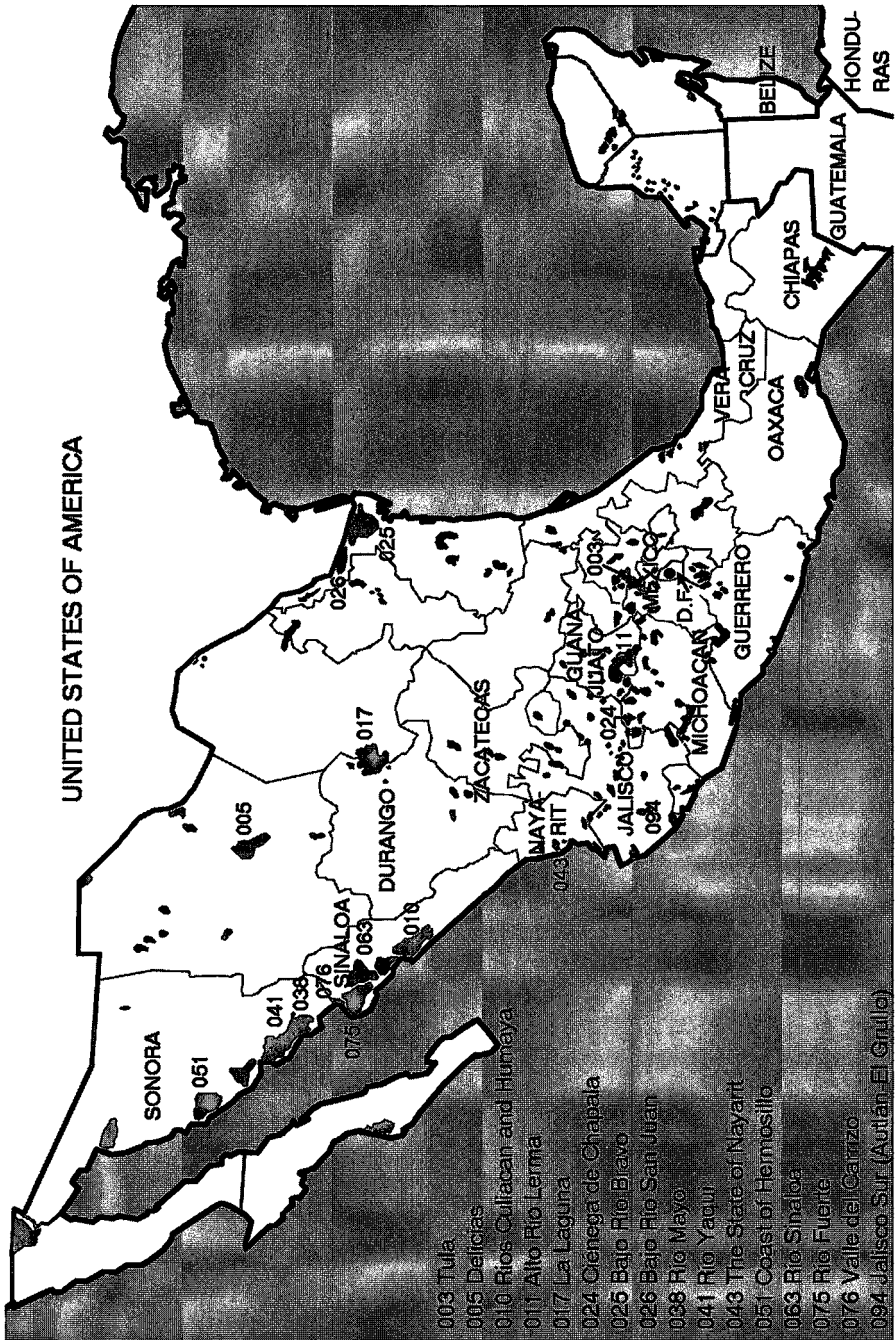 UNITED STATES OF AMERICA
SONORA
051
041
038
076
SINALOA
063
075
010
005
DURANGO
017
026
025
ZACATECAS
NAYA-
RIT
043
JALISCO
094
024
GUANA-
JUATO
011
003
MEXICO
D.F.
MICHOACAN
GUERRERO
VERA
CRUZ
OAXACA
CHIAPAS
GUATEMALA
BELIZE
HONDU-
RAS
003 Tula
005 Delicias
010 Rios Culiacan and Humaya
011 Alto Rio Lerma
017 La Laguna
024 Cienega de Chapala
025 Bajo Rio Bravo
026 Bajo Rio San Juan
038 Rio Mayo
041 Rio Yaqui
043 The State of Nayarit
051 Coast of Hermosillo
063 Rio Sinaloa
075 Rio Fuerte
076 Valle del Carrizo
094 Jalisco Sur (Autlan-El Grullo)